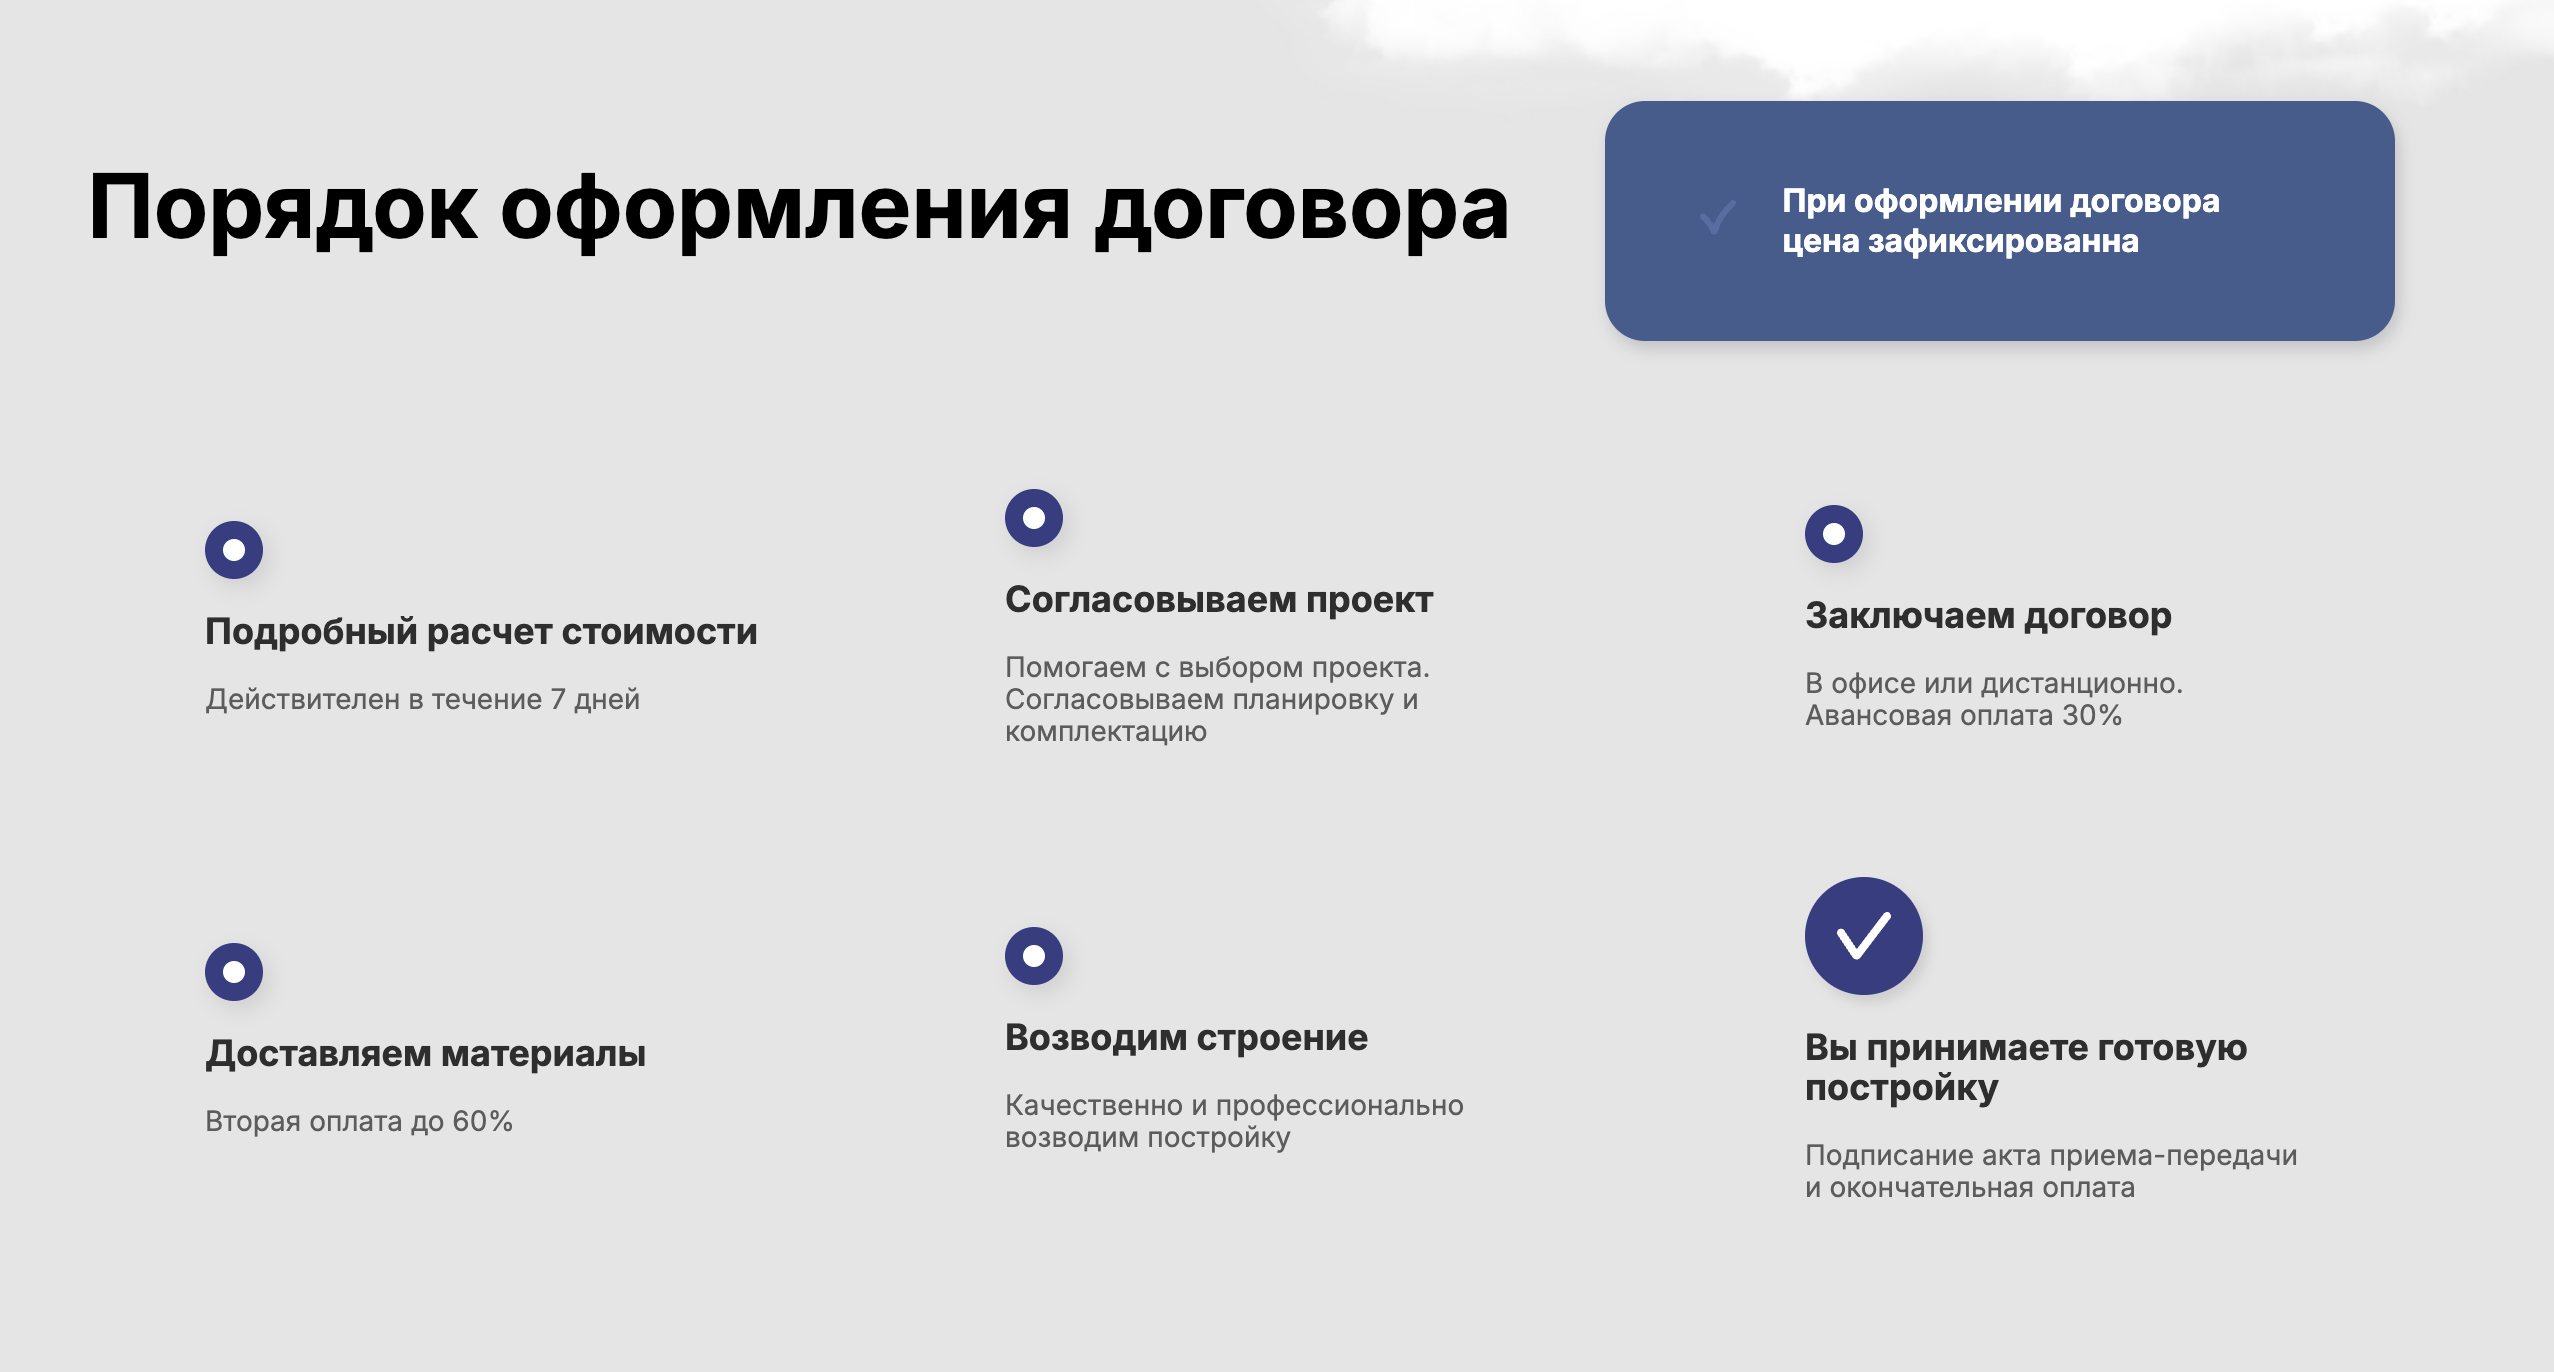 Порядок оформления договора
При оформлении договора
цена зафиксированна
Подробный расчет стоимости
Действителен в течение 7 дней
Согласовываем проект
Помогаем с выбором проекта.
Согласовываем планировку и
комплектацию
Заключаем договор
В офисе или дистанционно.
Авансовая оплата 30%
Доставляем материалы
Вторая оплата до 60%
Возводим строение
Качественно и профессионально
возводим постройку
Вы принимаете готовую
постройку
Подписание акта приема-передачи
и окончательная оплата